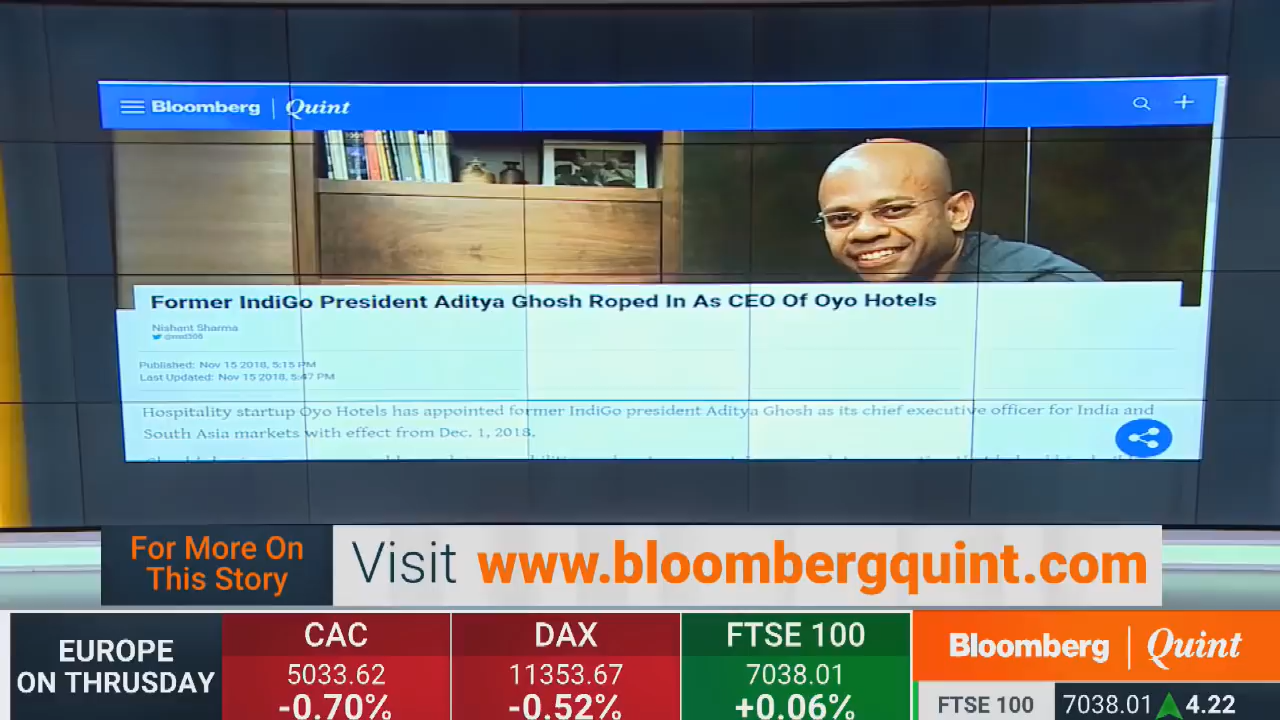 Bloomberg | Quint
Former IndiGo President Aditya Ghosh Roped In As CEO Of Oyo Hotels
Nishant Sharma
Published: Nov 15 2018, 5:15 PM
Last Updated: Nov 15 2018, 5:47 PM
Hospitality startup Oyo Hotels has appointed former IndiGo president Aditya Ghosh as its chief executive officer for India and
South Asia markets with effect from Dec. 1, 2018.
For More On
This Story
Visit www.bloombergquint.com
EUROPE
ON THRUSDAY
CAC
5033.62
-0.70%
DAX
11353.67
-0.52%
FTSE 100
7038.01
+0.06%
Bloomberg | Quint
FTSE 100 7038.01 4.22